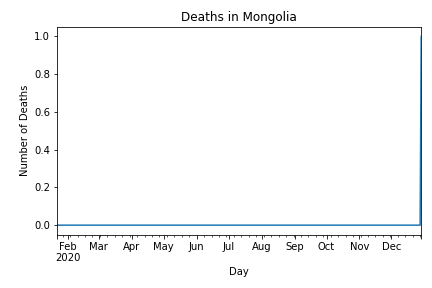 Deaths in Mongolia
Number of Deaths
1.0
0.8
0.6
0.4
0.2
0.0
Feb Mar Apr May Jun Jul Aug Sep Oct Nov Dec
2020
Day